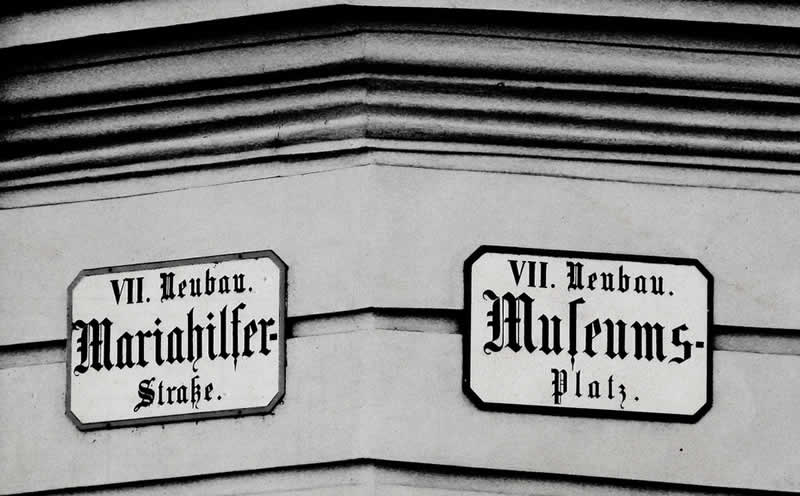 VII. Neubau.
Mariahilfer-
Straße.
VII. Neubau.
Muſeums-
Platz.